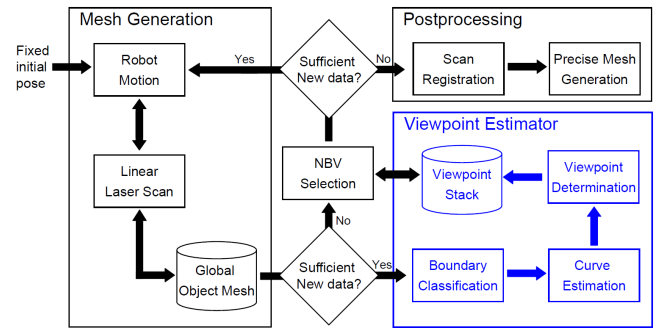 Mesh Generation
Postprocessing
Fixed
initial
pose
Robot
Motion
Yes
Sufficient
New data?
No
Scan
Registration
Precise Mesh
Generation
Viewpoint Estimator
Linear
Laser Scan
NBV
Selection
Viewpoint
Stack
Viewpoint
Determination
No
Global
Object Mesh
Sufficient
New data?
Yes
Boundary
Classification
Curve
Estimation